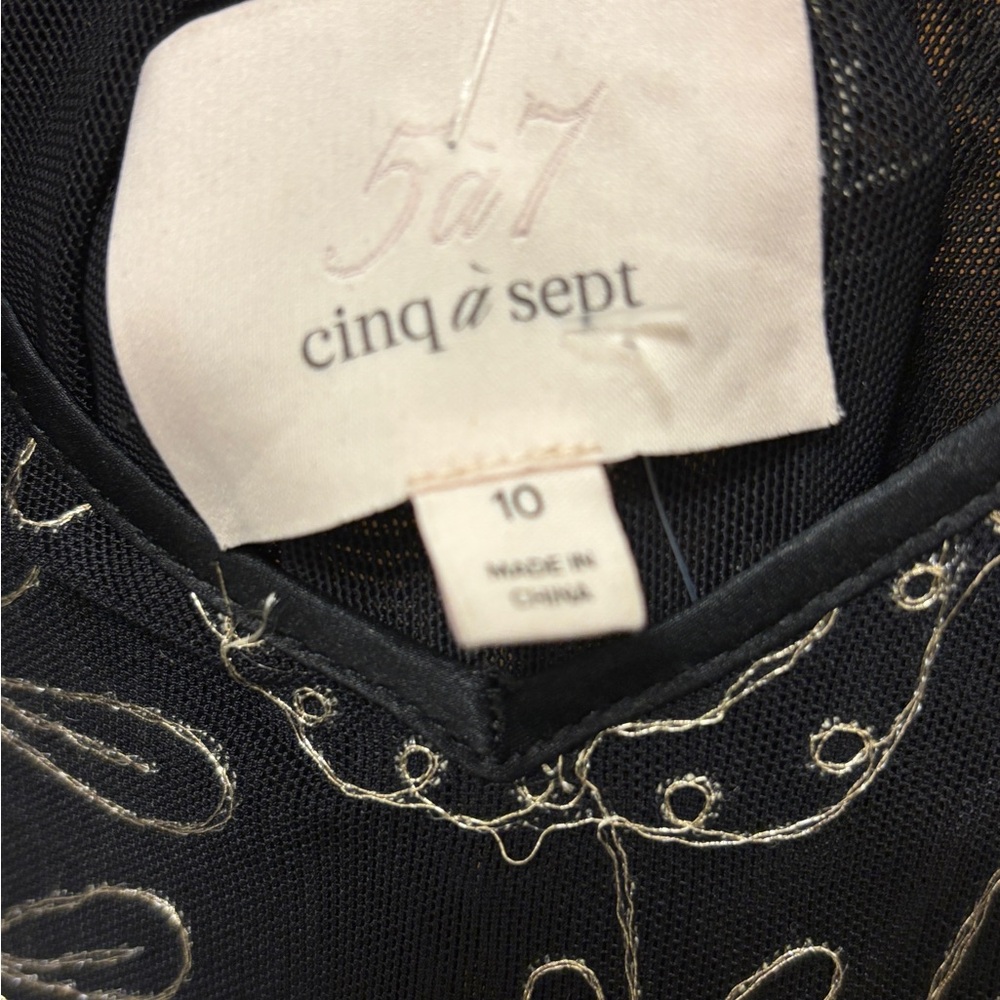 5à7
cinq à sept
10
MADE IN
CHINA